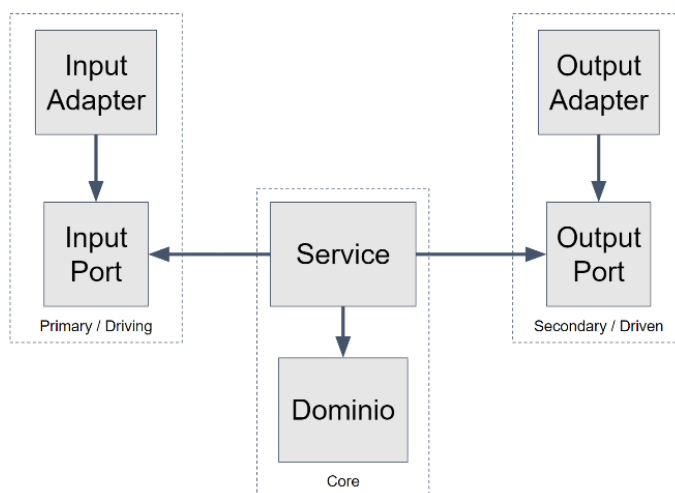 Input
Adapter
Output
Adapter
Input
Port
Service
Output
Port
Primary / Driving
Secondary / Driven
Dominio
Core